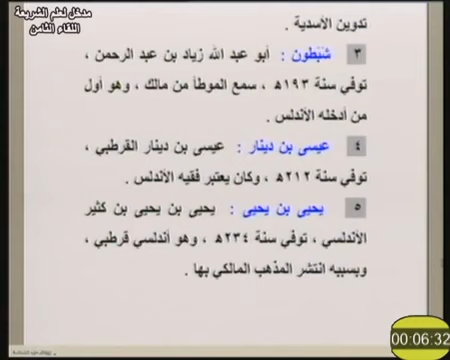 مدخل لعلم الشريعة
اللقاء الثامن
تدوين الأسدية .
٣ شَبَطون : أبو عبد الله زياد بن عبد الرحمن ،
توفي سنة ١٩٣هـ ، سمع الموطأ من مالك ، وهو أول
من أدخله الأندلس .
٤ عيسى بن دينار : عيسى بن دينار القرطبي ،
توفي سنة ٢١٢هـ ، وكان يعتبر فقيه الأندلس .
٥ يحيى بن يحيى : يحيى بن يحيى بن كثير
الأندلسي ، توفي سنة ٢٣٤هـ ، وهو أندلسي قرطبي ،
وبسببه انتشر المذهب المالكي بها .
00:06:32